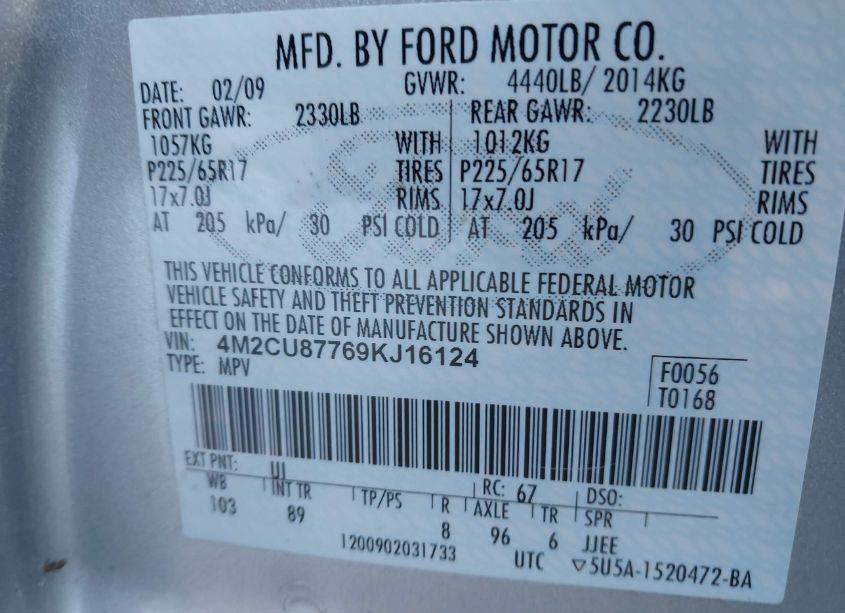 MFD. BY FORD MOTOR CO.
DATE: 02/09 GVWR: 4440LB/ 2014KG
FRONT GAWR: 2330LB REAR GAWR: 2230LB
1057KG WITH 1012KG WITH
P225/65R17 TIRES P225/65R17 TIRES
17x7.0J RIMS 17x7.0J RIMS
AT 205 kPa/ 30 PSI COLD AT 205 kPa/ 30 PSI COLD
Ford
THIS VEHICLE CONFORMS TO ALL APPLICABLE FEDERAL MOTOR
VEHICLE SAFETY AND THEFT PREVENTION STANDARDS IN
EFFECT ON THE DATE OF MANUFACTURE SHOWN ABOVE.
VIN: 4M2CU87769KJ16124
TYPE: MPV
F0056
T0168
EXT PNT: UI RC: 67 DSO:
WB INT TR TP/PS R AXLE TR SPR
103 89 8 96 6 JJEE
1200902031733 UTC ▽5U5A-1520472-BA